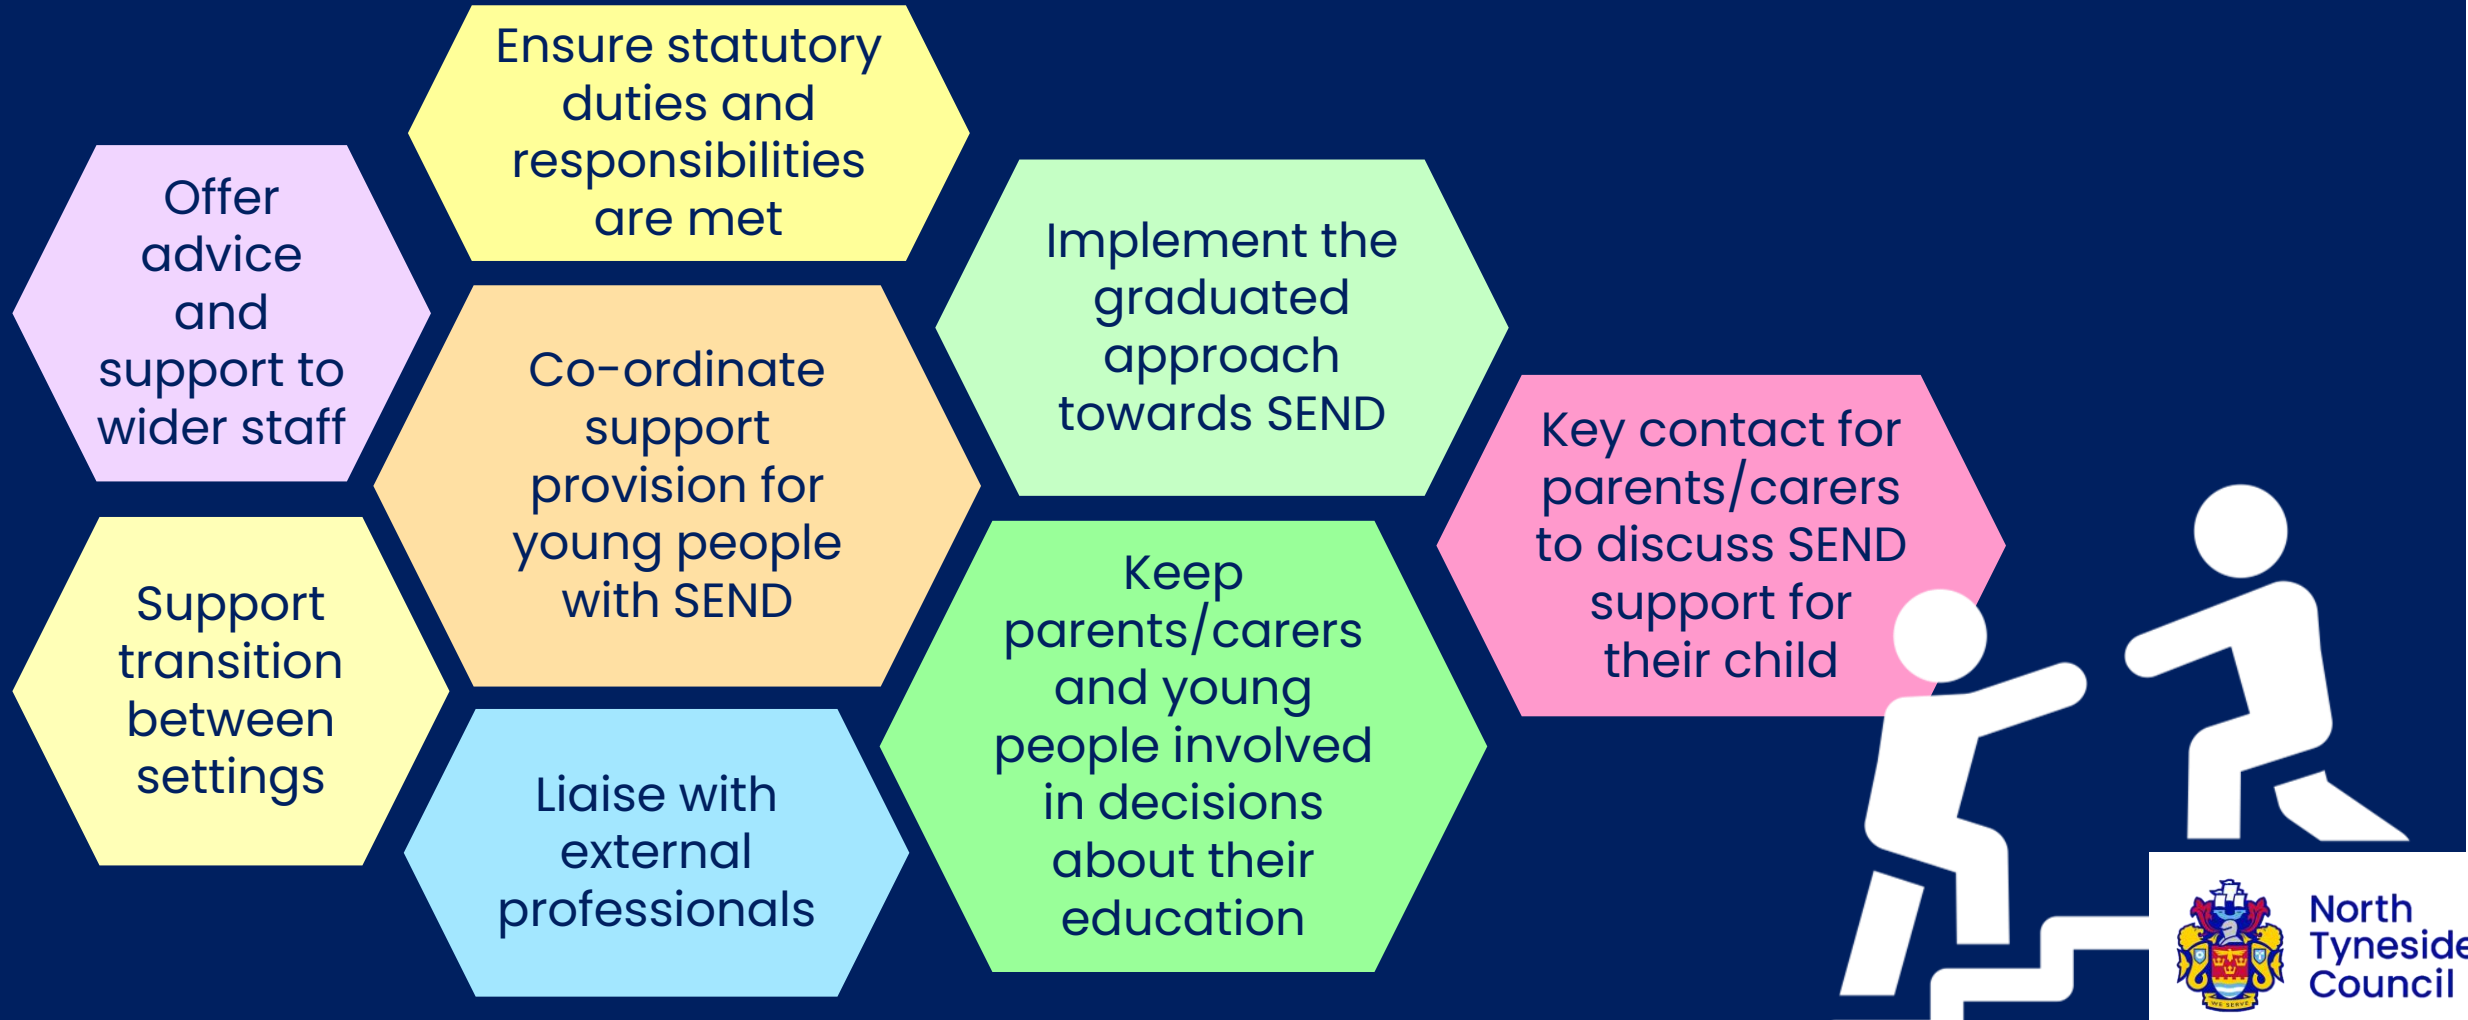 Ensure statutory
duties and
responsibilities
are met
Offer
advice
and
support to
wider staff
Implement the
graduated
approach
towards SEND
Co-ordinate
support
provision for
young people
with SEND
Key contact for
parents/carers
to discuss SEND
support for
their child
Support
transition
between
settings
Keep
parents/carers
and young
people involved
in decisions
about their
education
Liaise with
external
professionals
North
Tyneside
Council
WE SERVE